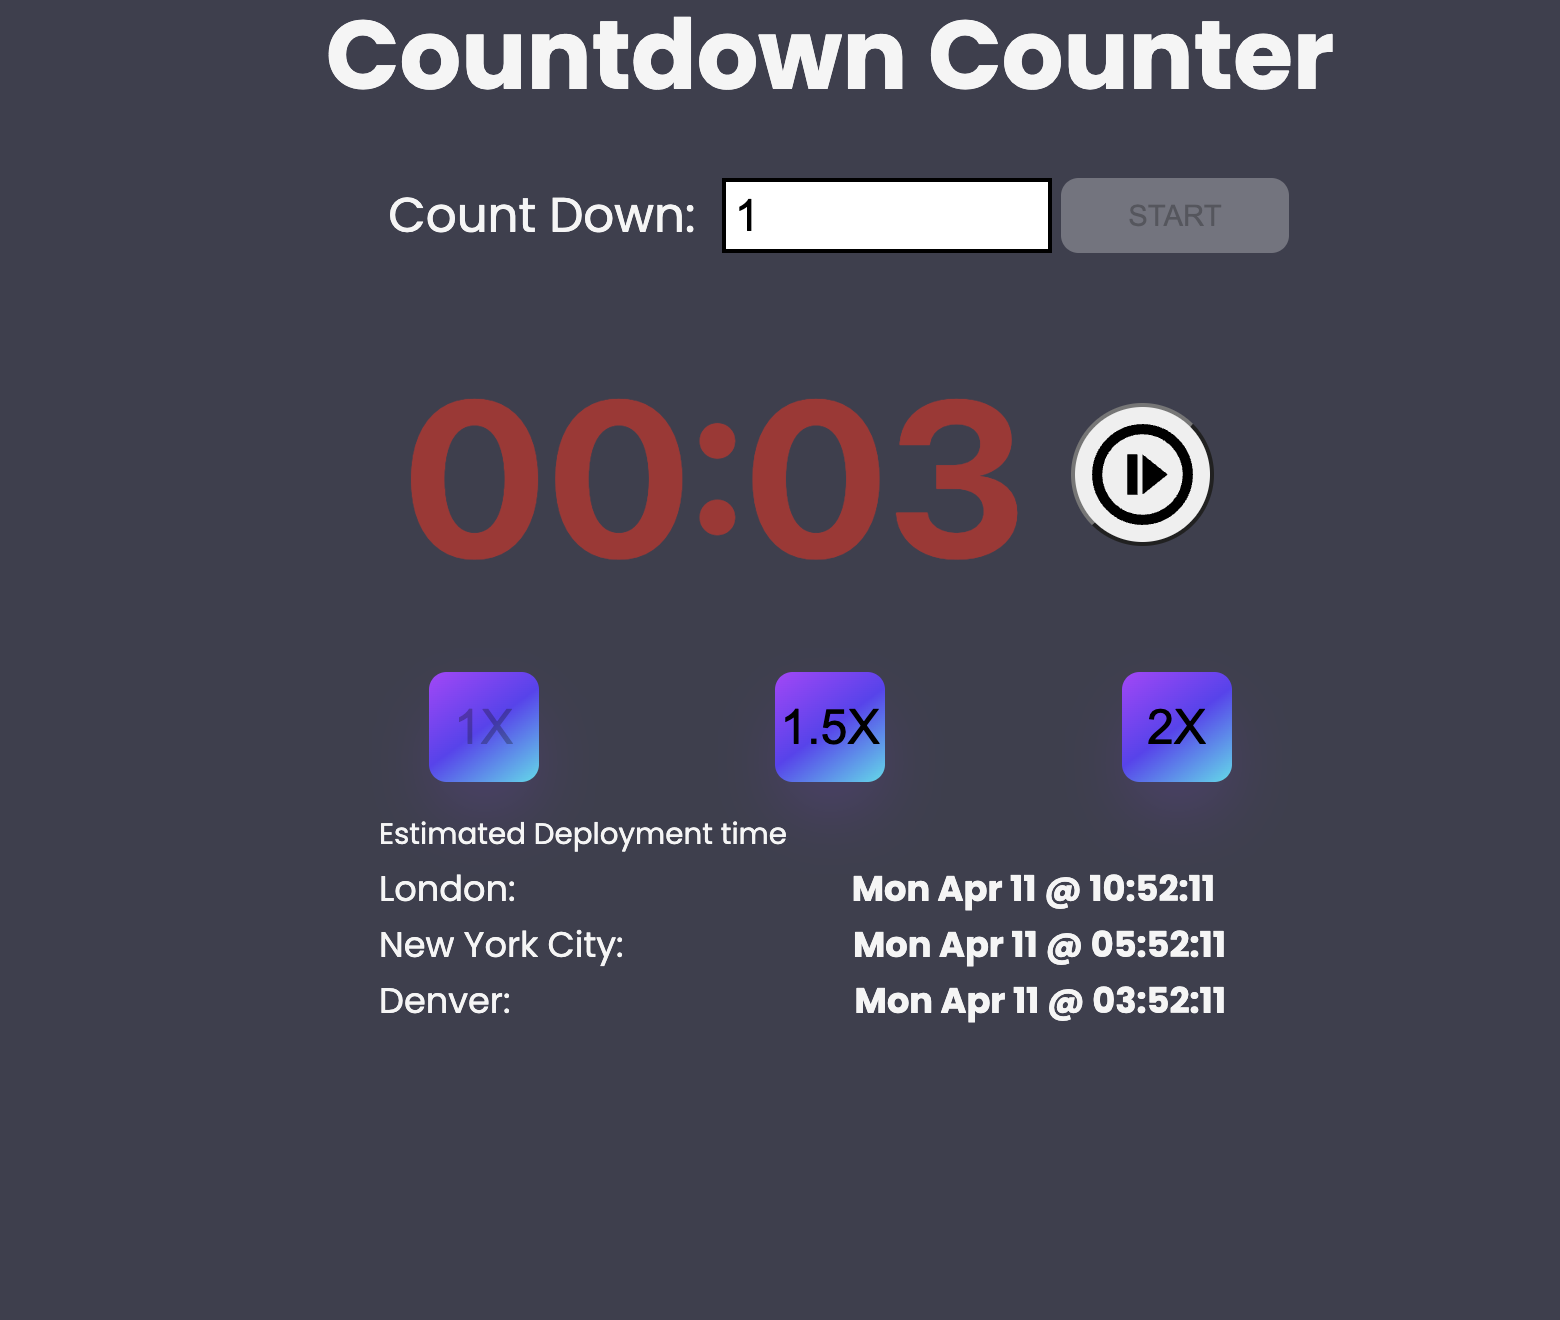 Countdown Counter
Count Down: 1 START
00:03
1X 1.5X 2X
Estimated Deployment time
London: Mon Apr 11 @ 10:52:11
New York City: Mon Apr 11 @ 05:52:11
Denver: Mon Apr 11 @ 03:52:11